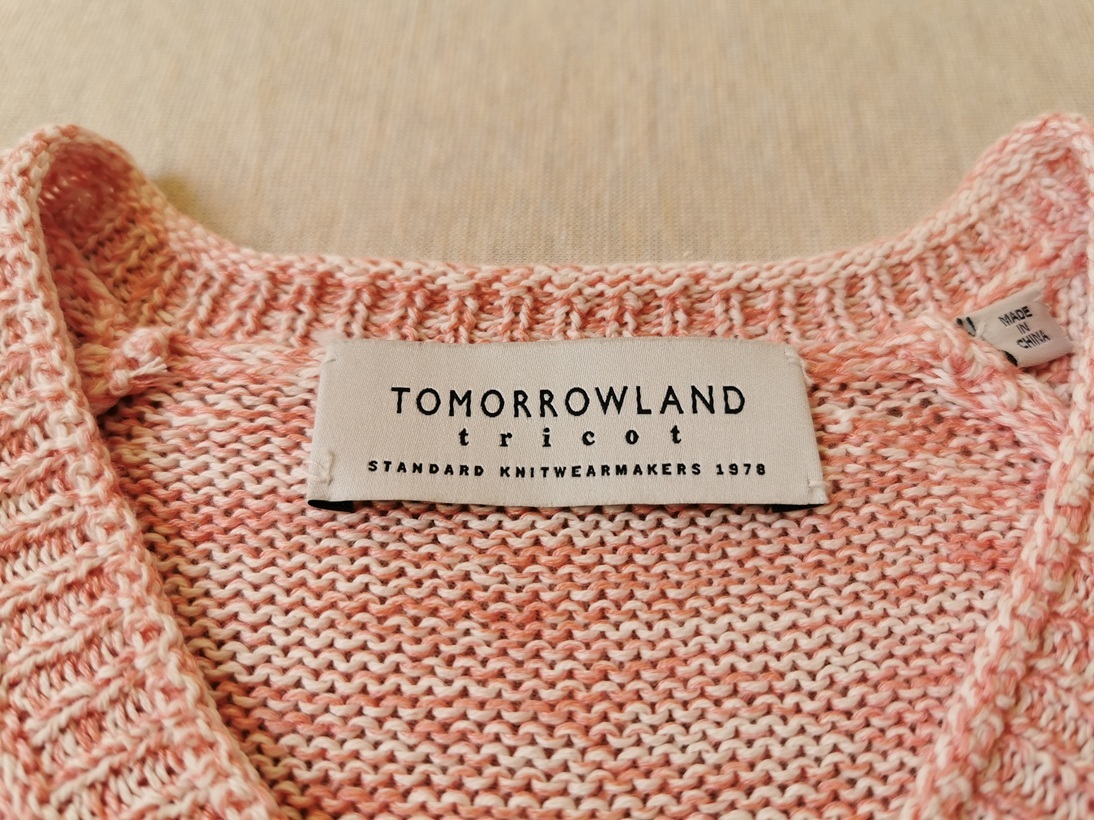 TOMORROWLAND
tricot
STANDARD KNITWEARMAKERS 1978
MADE
IN
CHINA